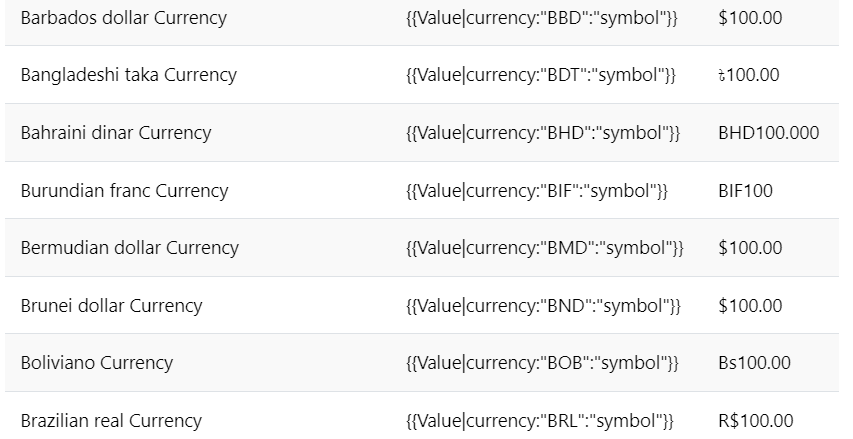 Barbados dollar Currency {{Value|currency:"BBD":"symbol"}} $100.00
Bangladeshi taka Currency {{Value|currency:"BDT":"symbol"}} ৳100.00
Bahraini dinar Currency {{Value|currency:"BHD":"symbol"}} BHD100.000
Burundian franc Currency {{Value|currency:"BIF":"symbol"}} BIF100
Bermudian dollar Currency {{Value|currency:"BMD":"symbol"}} $100.00
Brunei dollar Currency {{Value|currency:"BND":"symbol"}} $100.00
Boliviano Currency {{Value|currency:"BOB":"symbol"}} Bs100.00
Brazilian real Currency {{Value|currency:"BRL":"symbol"}} R$100.00